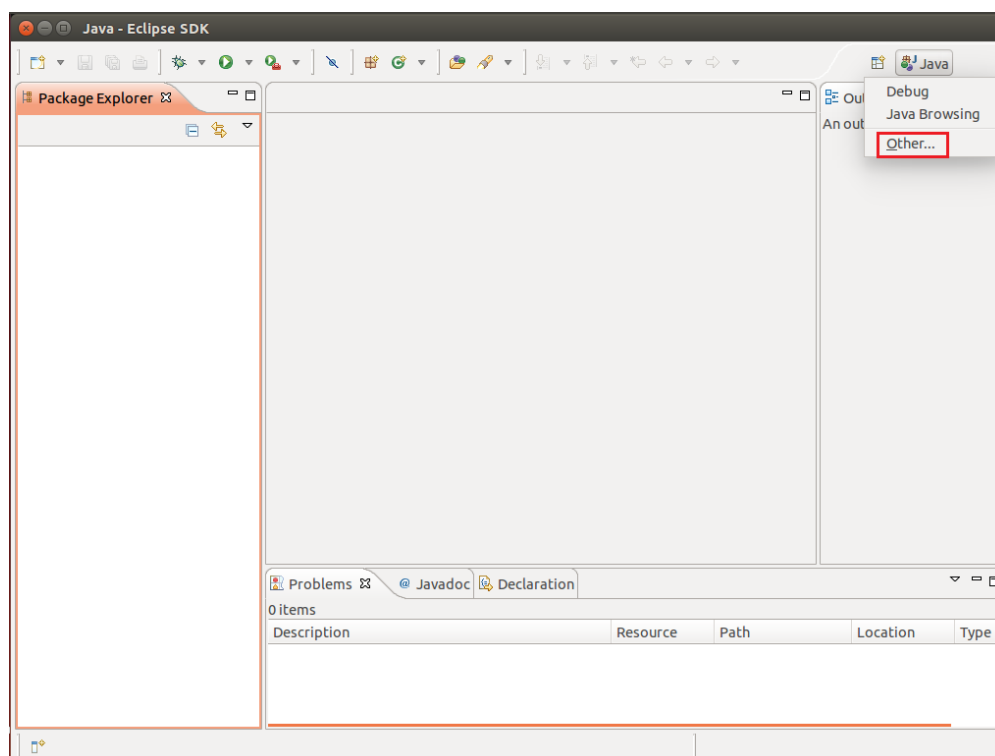 Java - Eclipse SDK
Java
Package Explorer
Ou
Debug
An out
Java Browsing
Other...
Problems
@ Javadoc
Declaration
0 items
Description Resource Path Location Type